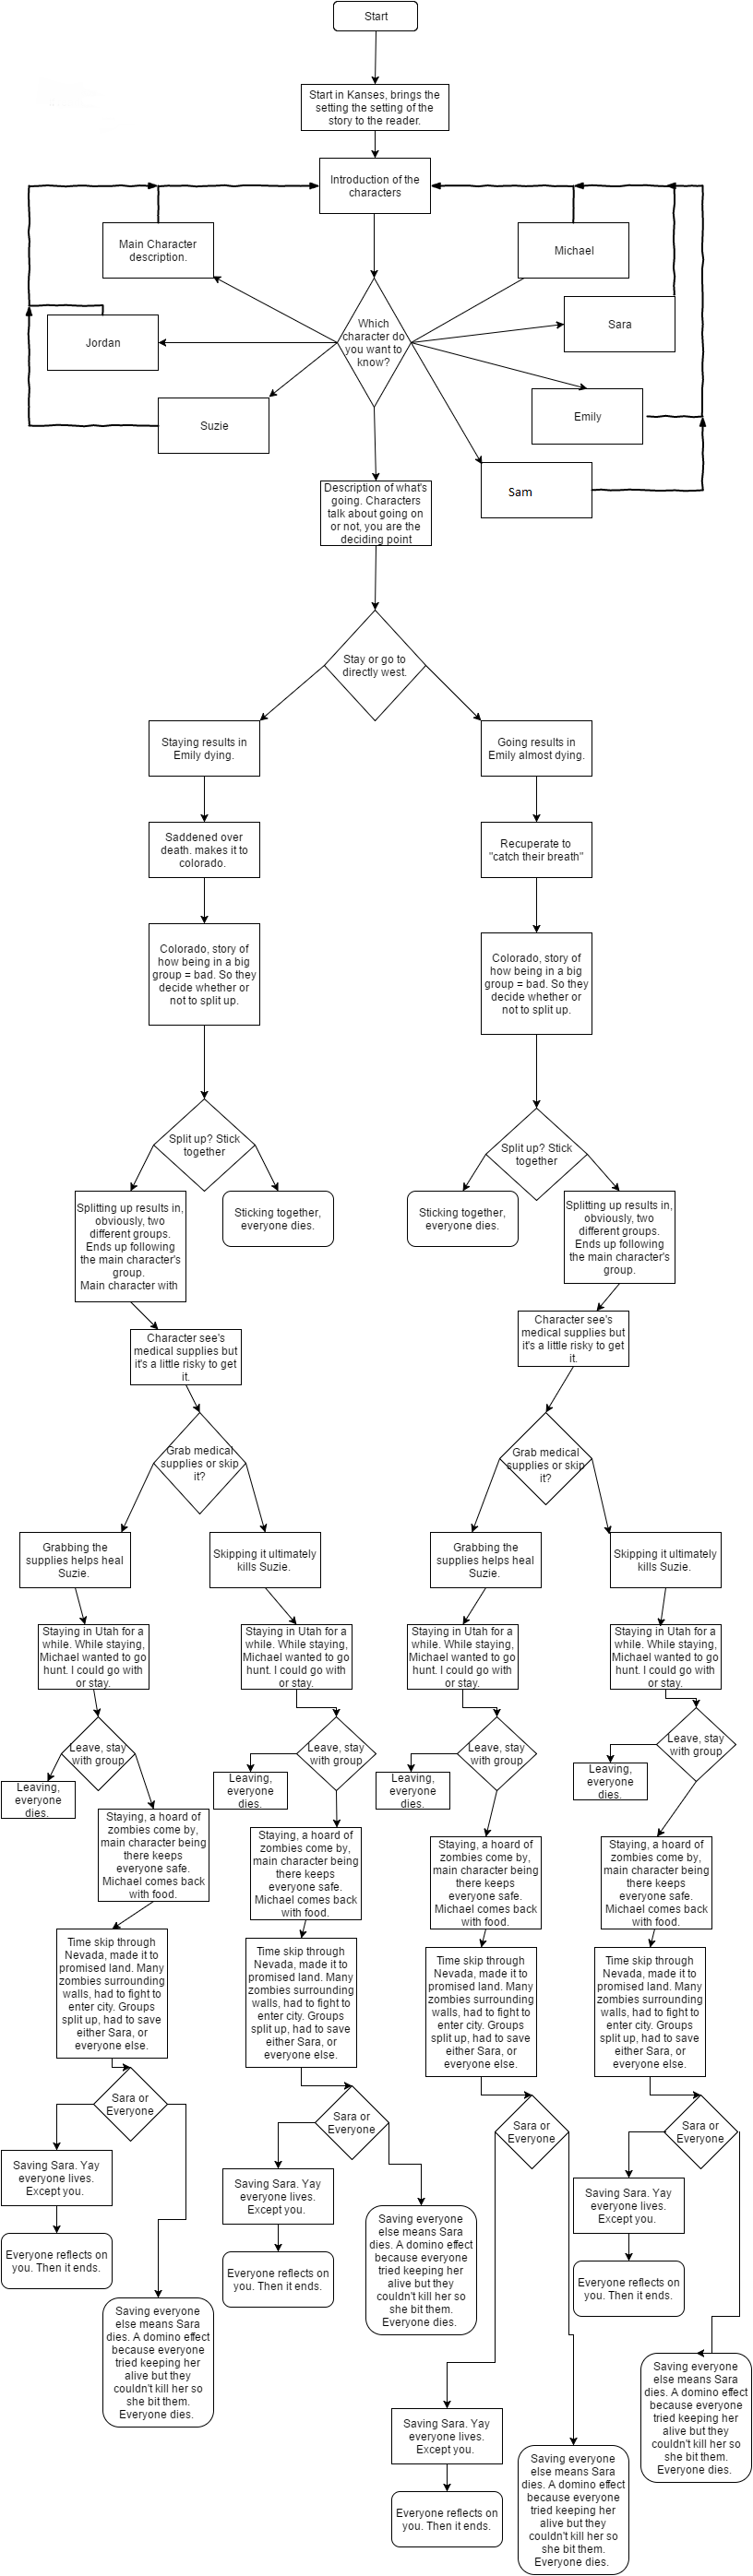 Start
Start in Kanses, brings the
setting the setting of the
story to the reader.
Introduction of the
characters
Main Character
description.
Michael
Jordan
Which
character do
you want to
know?
Sara
Suzie
Emily
Sam
Description of what's
going. Characters
talk about going on
or not, you are the
deciding point
Stay or go to
directly west.
Staying results in
Emily dying.
Going results in
Emily almost dying.
Saddened over
death. makes it to
colorado.
Recuperate to
"catch their breath"
Colorado, story of
how being in a big
group = bad. So they
decide whether or
not to split up.
Colorado, story of
how being in a big
group = bad. So they
decide whether or
not to split up.
Split up? Stick
together
Split up? Stick
together
Splitting up results in,
obviously, two
different groups.
Ends up following
the main character's
group.
Main character with
Sticking together,
everyone dies.
Sticking together,
everyone dies.
Splitting up results in,
obviously, two
different groups.
Ends up following
the main character's
group.
Character see's
medical supplies but
it's a little risky to get
it.
Character see's
medical supplies but
it's a little risky to get
it.
Grab medical
supplies or skip
it?
Grab medical
supplies or skip
it?
Grabbing the
supplies helps heal
Suzie.
Skipping it ultimately
kills Suzie.
Grabbing the
supplies helps heal
Suzie.
Skipping it ultimately
kills Suzie.
Staying in Utah for a
while. While staying,
Michael wanted to go
hunt. I could go with
or stay.
Staying in Utah for a
while. While staying,
Michael wanted to go
hunt. I could go with
or stay.
Staying in Utah for a
while. While staying,
Michael wanted to go
hunt. I could go with
or stay.
Staying in Utah for a
while. While staying,
Michael wanted to go
hunt. I could go with
or stay.
Leave, stay
with group
Leave, stay
with group
Leave, stay
with group
Leave, stay
with group
Leaving,
everyone
dies.
Leaving,
everyone
dies.
Leaving,
everyone
dies.
Leaving,
everyone
dies.
Staying, a hoard of
zombies come by,
main character being
there keeps
everyone safe.
Michael comes back
with food.
Staying, a hoard of
zombies come by,
main character being
there keeps
everyone safe.
Michael comes back
with food.
Staying, a hoard of
zombies come by,
main character being
there keeps
everyone safe.
Michael comes back
with food.
Staying, a hoard of
zombies come by,
main character being
there keeps
everyone safe.
Michael comes back
with food.
Time skip through
Nevada, made it to
promised land. Many
zombies surrounding
walls, had to fight to
enter city. Groups
split up, had to save
either Sara, or
everyone else.
Time skip through
Nevada, made it to
promised land. Many
zombies surrounding
walls, had to fight to
enter city. Groups
split up, had to save
either Sara, or
everyone else.
Time skip through
Nevada, made it to
promised land. Many
zombies surrounding
walls, had to fight to
enter city. Groups
split up, had to save
either Sara, or
everyone else.
Time skip through
Nevada, made it to
promised land. Many
zombies surrounding
walls, had to fight to
enter city. Groups
split up, had to save
either Sara, or
everyone else.
Sara or
Everyone
Sara or
Everyone
Sara or
Everyone
Sara or
Everyone
Saving Sara. Yay
everyone lives.
Except you.
Saving Sara. Yay
everyone lives.
Except you.
Saving everyone
else means Sara
dies. A domino effect
because everyone
tried keeping her
alive but they
couldn't kill her so
she bit them.
Everyone dies.
Saving Sara. Yay
everyone lives.
Except you.
Everyone reflects on
you. Then it ends.
Everyone reflects on
you. Then it ends.
Everyone reflects on
you. Then it ends.
Saving everyone
else means Sara
dies. A domino effect
because everyone
tried keeping her
alive but they
couldn't kill her so
she bit them.
Everyone dies.
Saving everyone
else means Sara
dies. A domino effect
because everyone
tried keeping her
alive but they
couldn't kill her so
she bit them.
Everyone dies.
Saving Sara. Yay
everyone lives.
Except you.
Saving everyone
else means Sara
dies. A domino effect
because everyone
tried keeping her
alive but they
couldn't kill her so
she bit them.
Everyone dies.
Everyone reflects on
you. Then it ends.